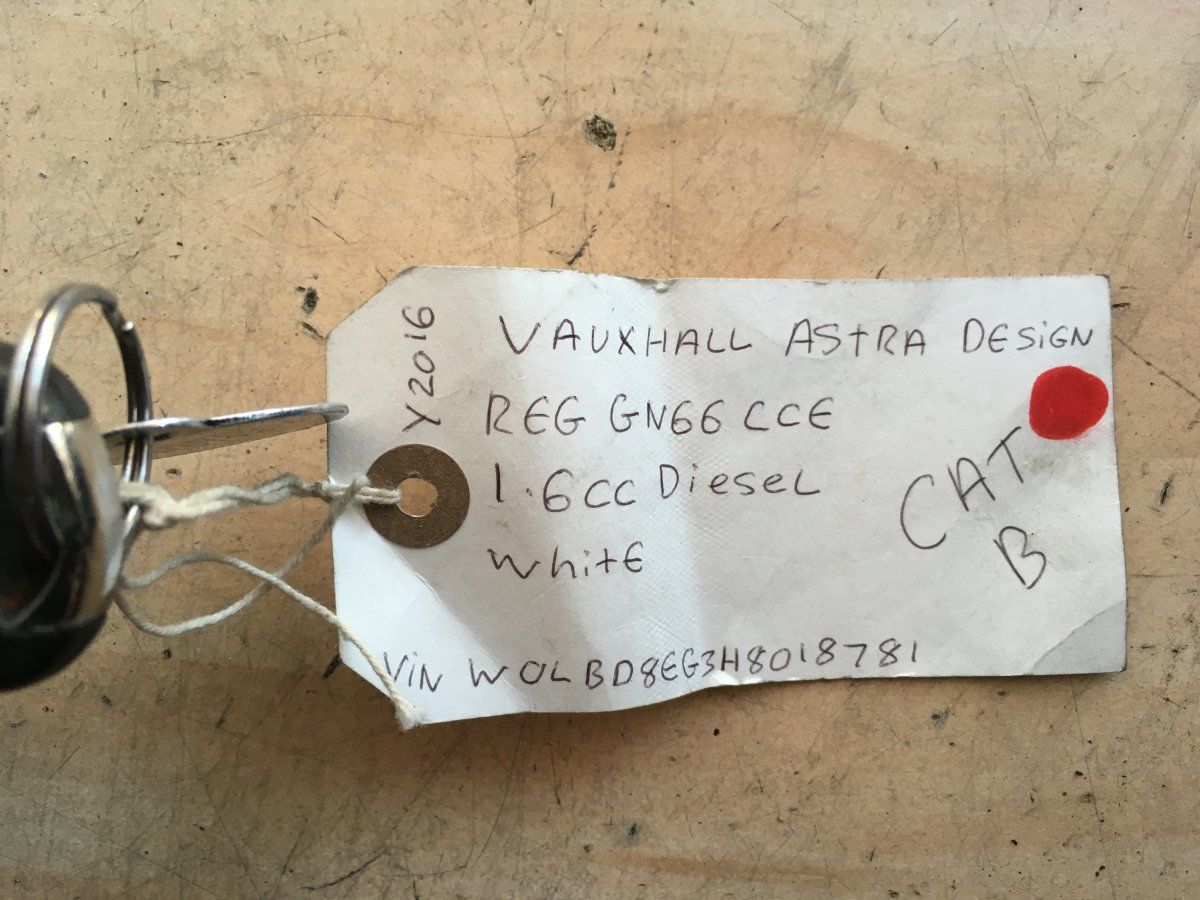 Y2016
VAUXHALL ASTRA DESiGN
REG GN66 CCE
1.6cc DieseL
whitE
CAT
B
ViN WOLBD8EG3H8018781